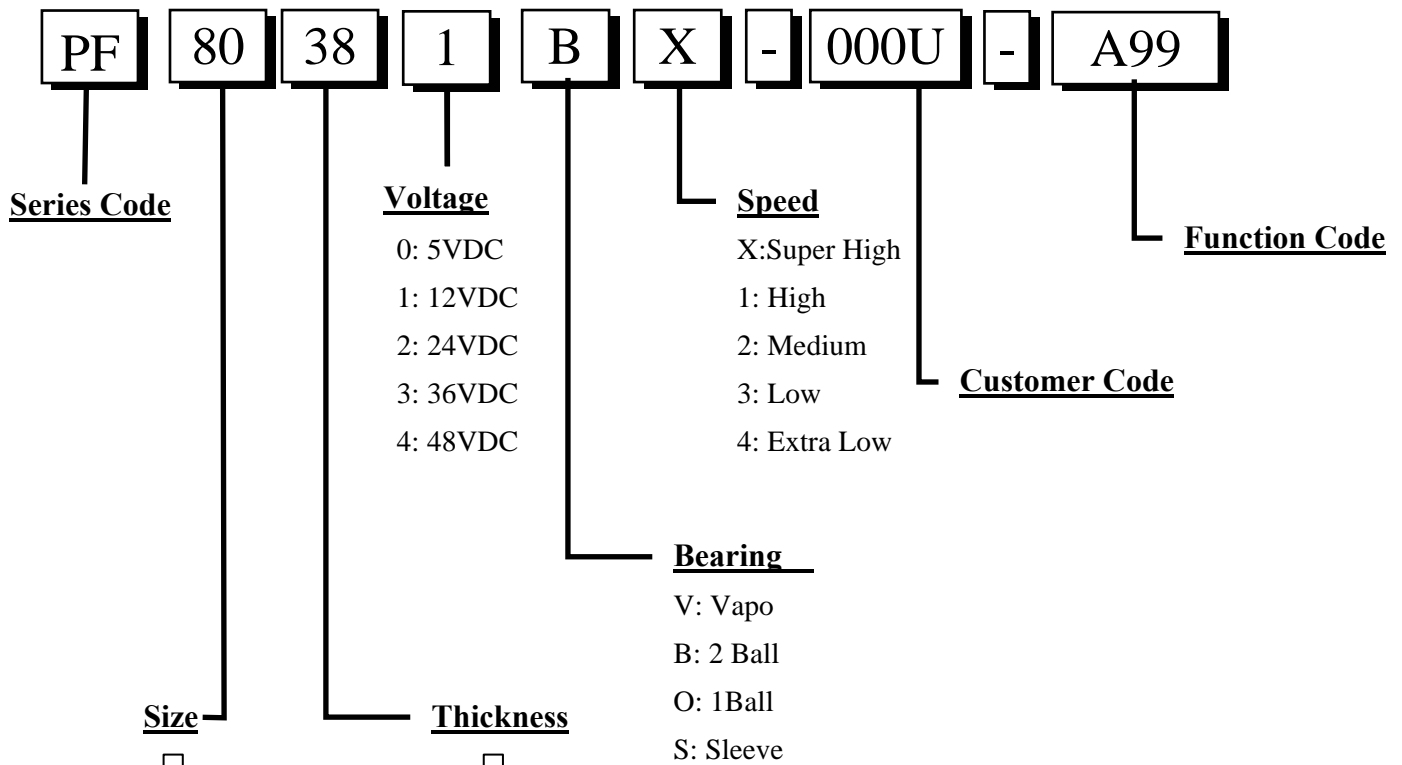 PF 80 38 1 B X - 000U - A99
Series Code
Voltage
0: 5VDC
1: 12VDC
2: 24VDC
3: 36VDC
4: 48VDC
Speed
X:Super High
1: High
2: Medium
3: Low
4: Extra Low
Function Code
Customer Code
Bearing
V: Vapo
B: 2 Ball
O: 1Ball
S: Sleeve
Size
Thickness